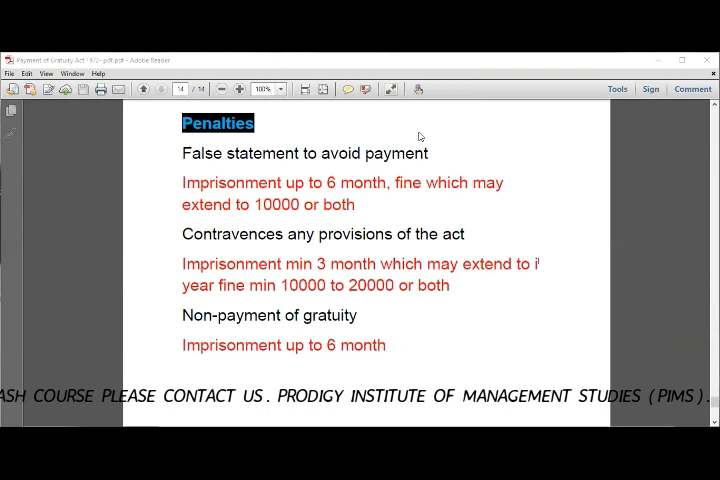 Payment of Gratuity Act 1972-.pdf.pdf - Adobe Reader
File Edit View Window Help
14 / 14 100% Tools Sign Comment
Penalties
False statement to avoid payment
Imprisonment up to 6 month, fine which may
extend to 10000 or both
Contravences any provisions of the act
Imprisonment min 3 month which may extend to i
year fine min 10000 to 20000 or both
Non-payment of gratuity
Imprisonment up to 6 month
ASH COURSE PLEASE CONTACT US. PRODIGY INSTITUTE OF MANAGEMENT STUDIES (PIMS).